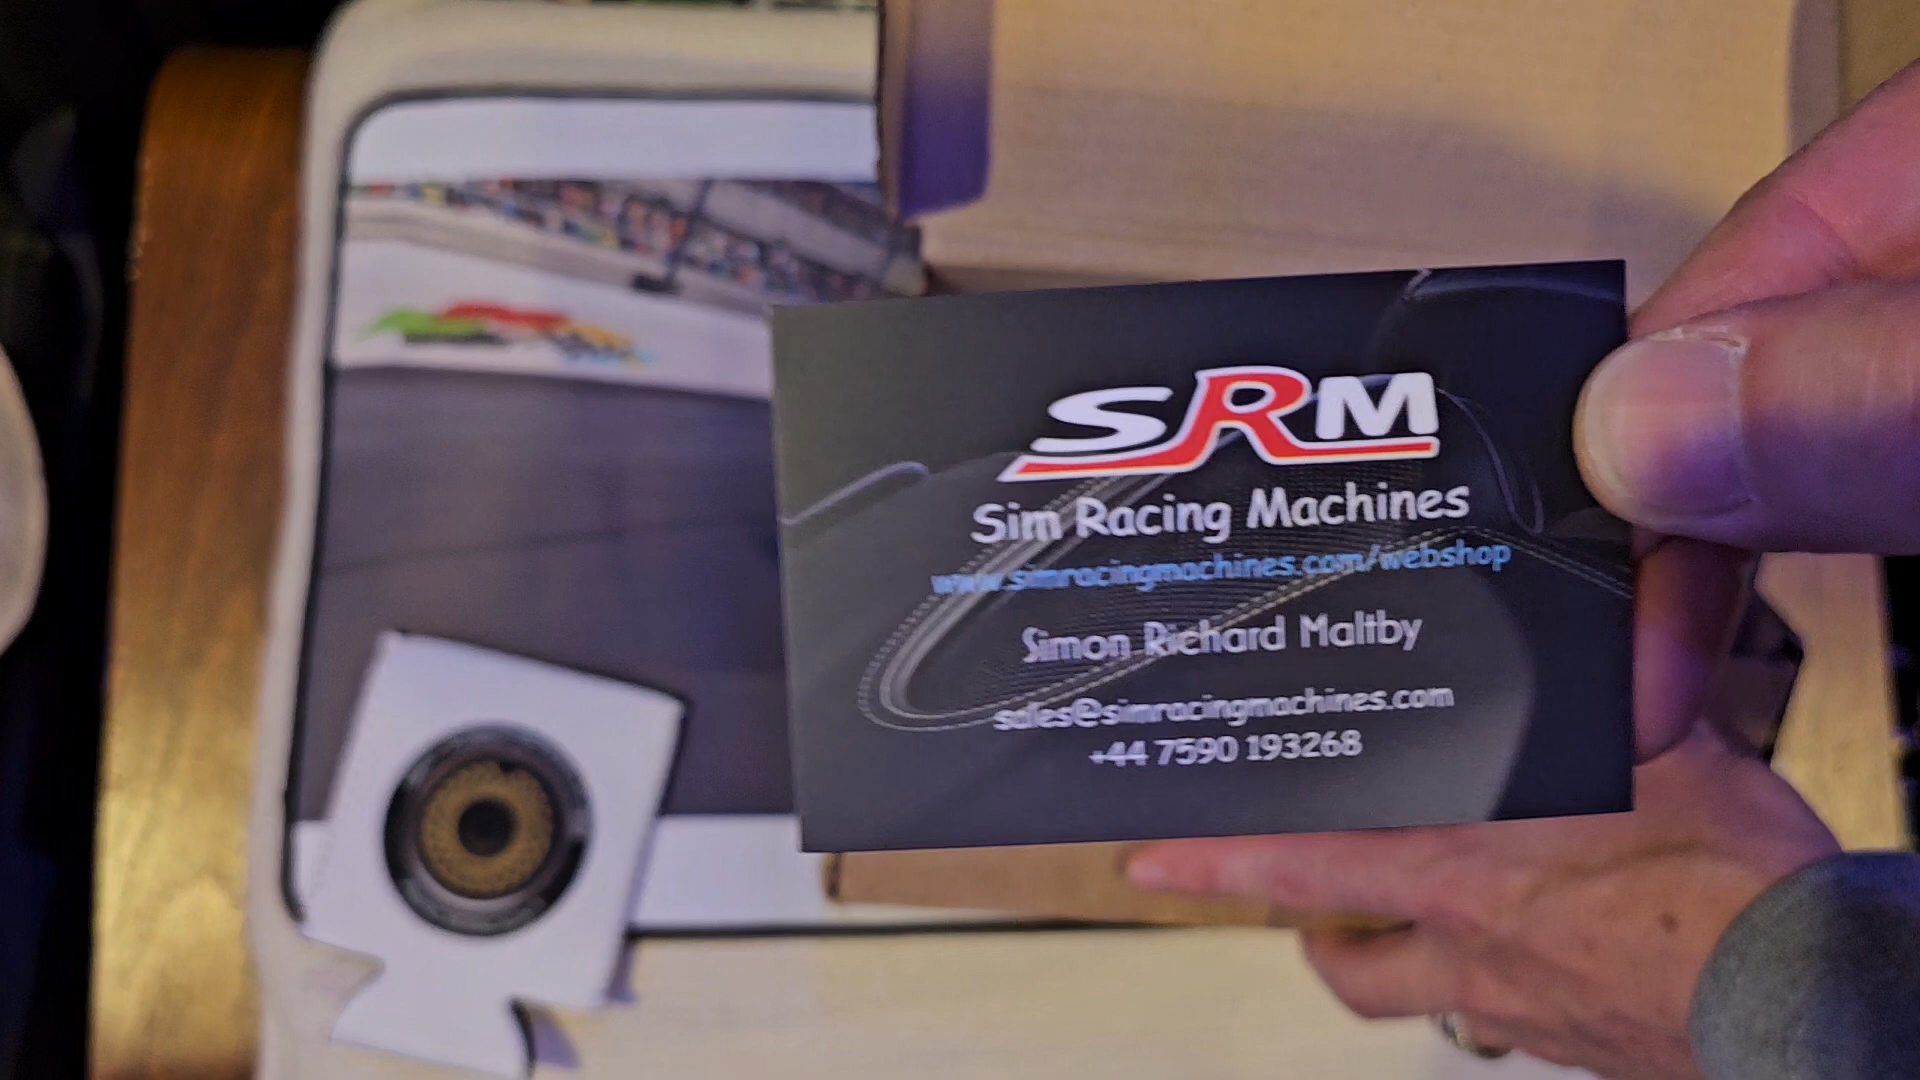 SRM
Sim Racing Machines
www.simracingmachines.com/webshop
Simon Richard Maltby
sales@simracingmachines.com
+44 7590 193268